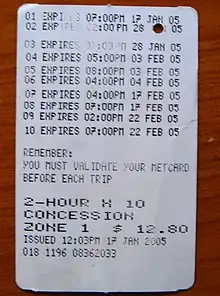 01 EXPIRES 07:00PM 17 JAN 05
02 EXPIRES 02:00PM 28 05
03 EXPIRES 07:00PM 28 JAN 05
04 EXPIRES 05:00PM 03 FEB 05
05 EXPIRES 08:00PM 03 FEB 05
06 EXPIRES 04:00PM 04 FEB 05
07 EXPIRES 04:00PM 17 FEB 05
08 EXPIRES 07:00PM 17 FEB 05
09 EXPIRES 02:00PM 22 FEB 05
10 EXPIRES 07:00PM 22 FEB 05
REMEMBER:
YOU MUST VALIDATE YOUR METCARD
BEFORE EACH TRIP
2-HOUR X 10
CONCESSION
ZONE 1 $ 12.80
ISSUED 12:03PM 17 JAN 2005
018 1196 08362033